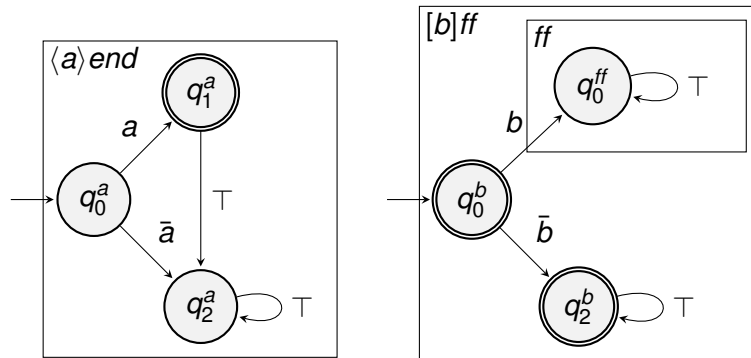 ⟨a⟩end
q₁ᵃ
a
q₀ᵃ
⊤
ā
q₂ᵃ
⊤
[b]ff
ff
q₀ᶠᶠ
⊤
b
q₀ᵇ
b̄
q₂ᵇ
⊤